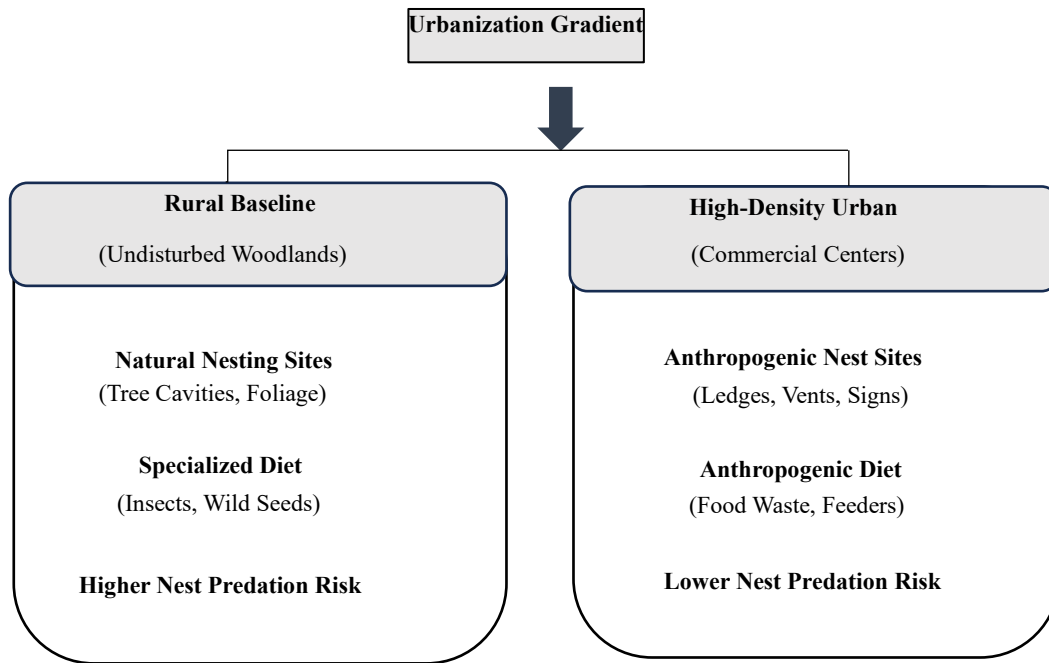 Urbanization Gradient
Rural Baseline
(Undisturbed Woodlands)
Natural Nesting Sites
(Tree Cavities, Foliage)
Specialized Diet
(Insects, Wild Seeds)
Higher Nest Predation Risk
High-Density Urban
(Commercial Centers)
Anthropogenic Nest Sites
(Ledges, Vents, Signs)
Anthropogenic Diet
(Food Waste, Feeders)
Lower Nest Predation Risk